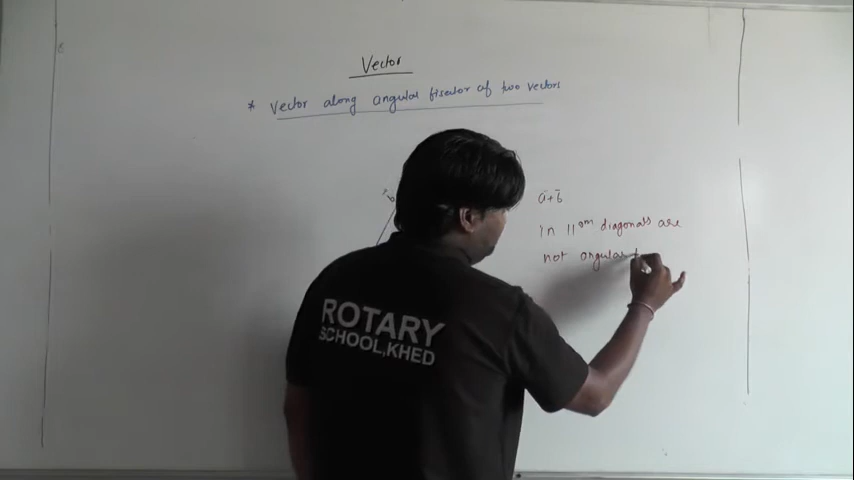 Vector
* Vector along angular bisector of two vectors
ā+b̄
In ||gm diagonals are
not angular
ROTARY
SCHOOL,KHED